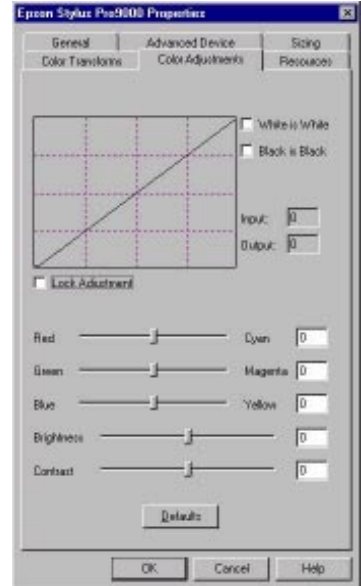 Epson Stylus Pro9000 Properties
General Advanced Device Sizing
Color Transforms Color Adjustments Resources
White is White
Black is Black
Input: 0
Output: 0
Lock Adjustment
Red Cyan 0
Green Magenta 0
Blue Yellow 0
Brightness 0
Contrast 0
Defaults
OK Cancel Help